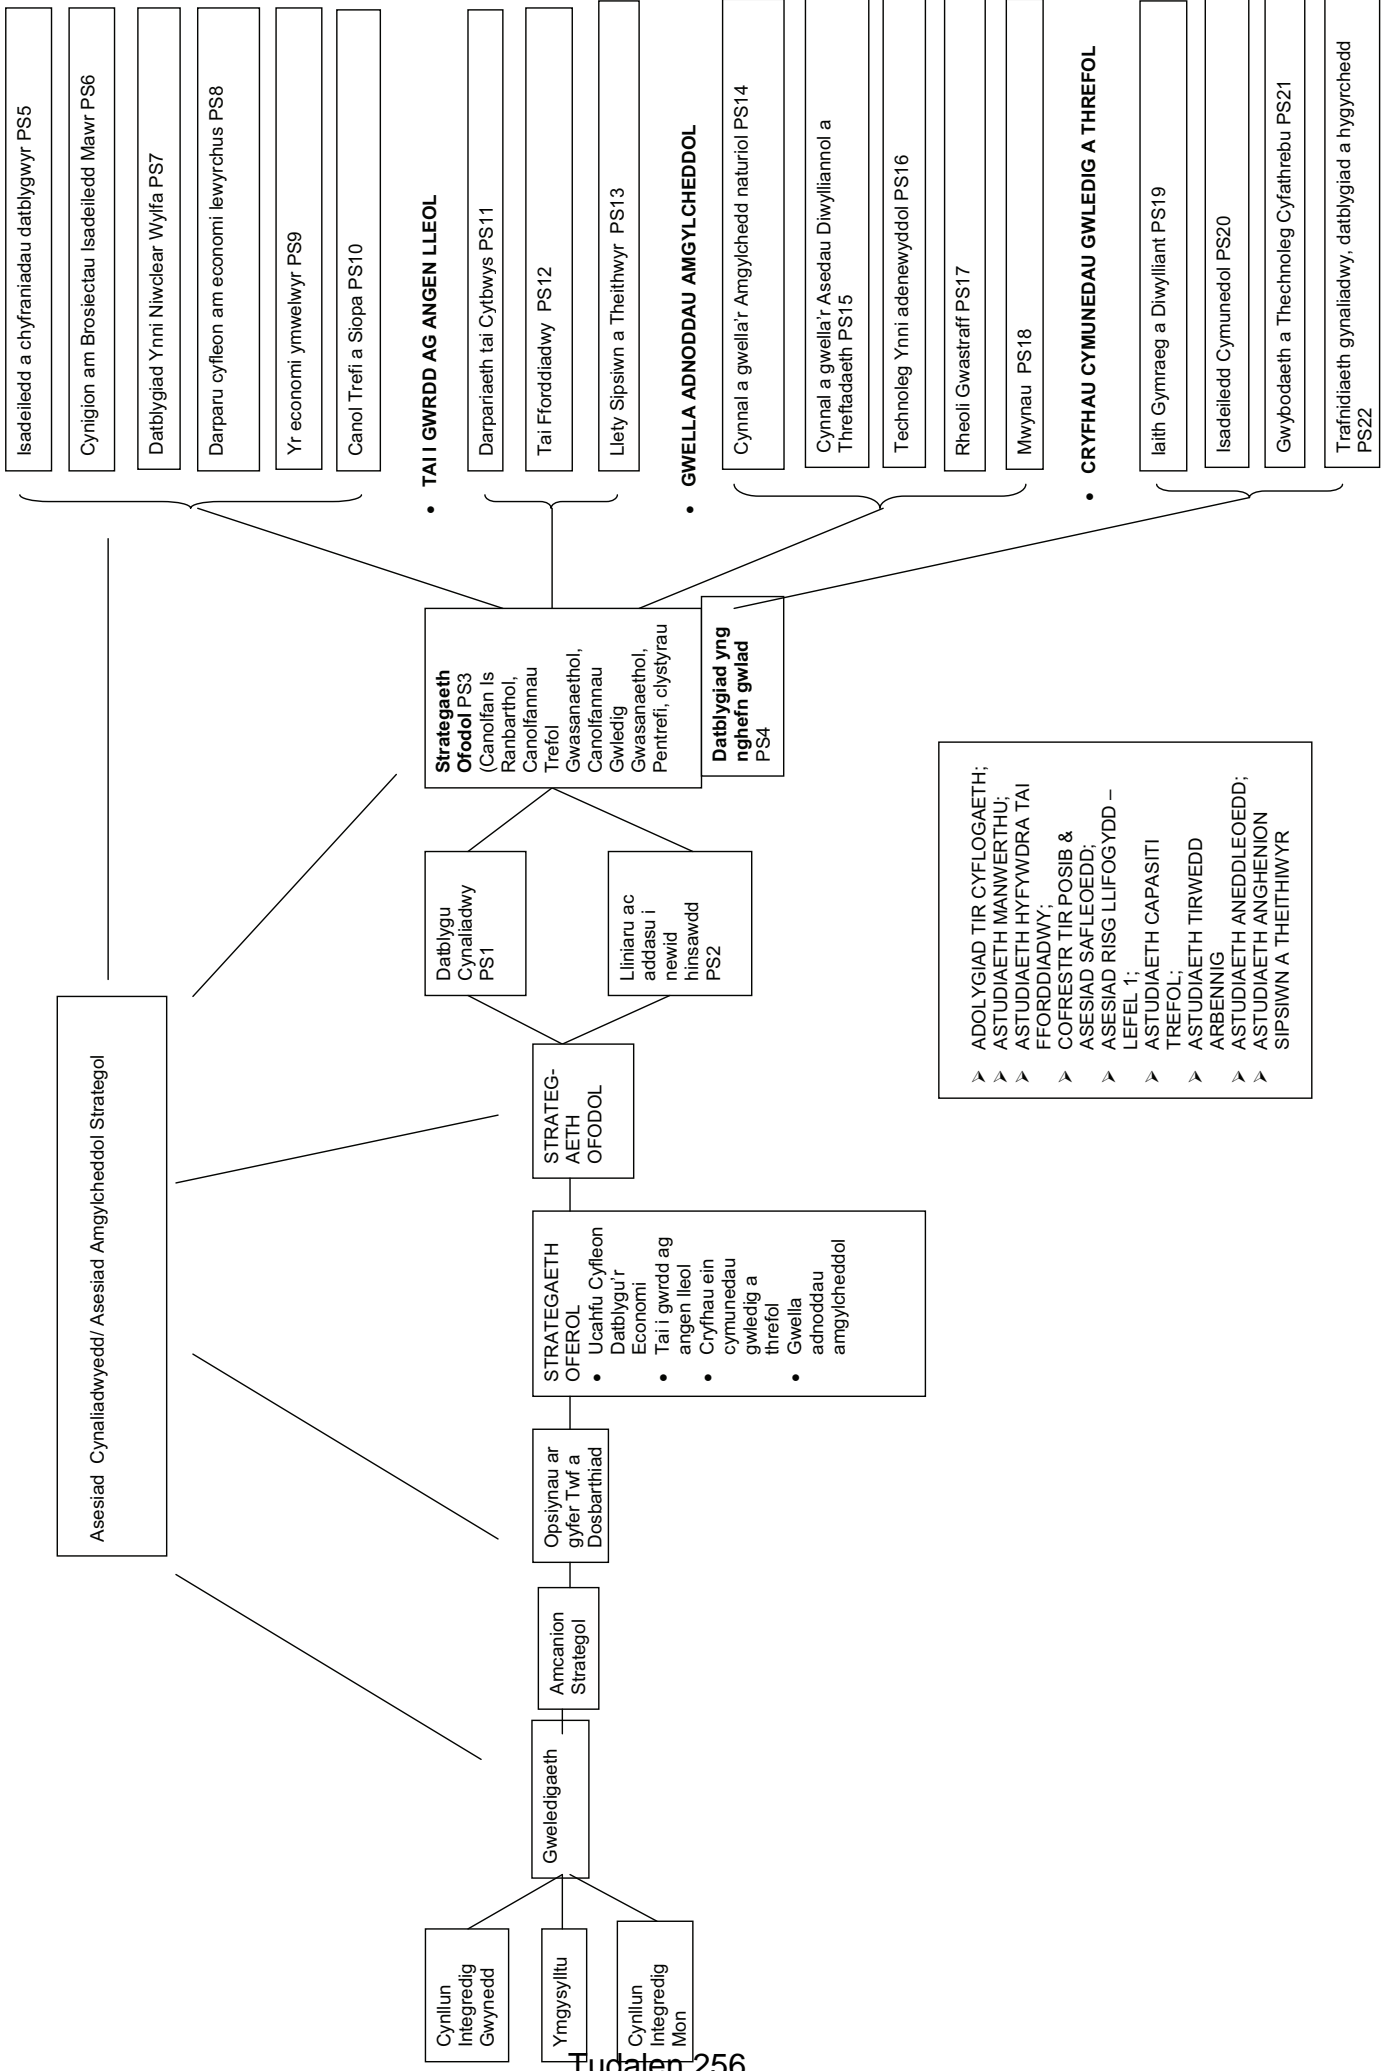 Asesiad Cynaliadwyedd/ Asesiad Amgylcheddol Strategol
Cynllun
Integredig
Gwynedd
Ymgysylltu
Cynllun
Integredig
Mon
Gweledigaeth
Amcanion
Strategol
Opsiynau ar
gyfer Twf a
Dosbarthiad
STRATEGAETH
OFEROL
• Ucahfu Cyfleon
Datblygu'r
Economi
• Tai i gwrdd ag
angen lleol
• Cryfhau ein
cymunedau
gwledig a
threfol
• Gwella
adnoddau
amgylcheddol
STRATEG-
AETH
OFODOL
Datblygu
Cynaliadwy
PS1
Lliniaru ac
addasu i
newid
hinsawdd
PS2
Strategaeth
Ofodol PS3
(Canolfan Is
Ranbarthol,
Canolfannau
Trefol
Gwasanaethol,
Canolfannau
Gwledig
Gwasanaethol,
Pentrefi, clystyrau
Datblygiad yng
nghefn gwlad
PS4
Isadeiledd a chyfraniadau datblygwyr PS5
Cynigion am Brosiectau Isadeiledd Mawr PS6
Datblygiad Ynni Niwclear Wylfa PS7
Darparu cyfleon am economi lewyrchus PS8
Yr economi ymwelwyr PS9
Canol Trefi a Siopa PS10
• TAI I GWRDD AG ANGEN LLEOL
Darpariaeth tai Cytbwys PS11
Tai Fforddiadwy PS12
Llety Sipsiwn a Theithwyr PS13
• GWELLA ADNODDAU AMGYLCHEDDOL
Cynnal a gwella'r Amgylchedd naturiol PS14
Cynnal a gwella'r Asedau Diwylliannol a
Threftadaeth PS15
Technoleg Ynni adenewyddol PS16
Rheoli Gwastraff PS17
Mwynau PS18
• CRYFHAU CYMUNEDAU GWLEDIG A THREFOL
Iaith Gymraeg a Diwylliant PS19
Isadeiledd Cymunedol PS20
Gwybodaeth a Thechnoleg Cyfathrebu PS21
Trafnidiaeth gynaliadwy, datblygiad a hygyrchedd
PS22
➢ ADOLYGIAD TIR CYFLOGAETH;
➢ ASTUDIAETH MANWERTHU;
➢ ASTUDIAETH HYFYWDRA TAI
FFORDDIADWY;
➢ COFRESTR TIR POSIB &
ASESIAD SAFLEOEDD;
➢ ASESIAD RISG LLIFOGYDD –
LEFEL 1;
➢ ASTUDIAETH CAPASITI
TREFOL;
➢ ASTUDIAETH TIRWEDD
ARBENNIG
➢ ASTUDIAETH ANEDDLEOEDD;
➢ ASTUDIAETH ANGHENION
SIPSIWN A THEITHIWYR
Tudalen 256